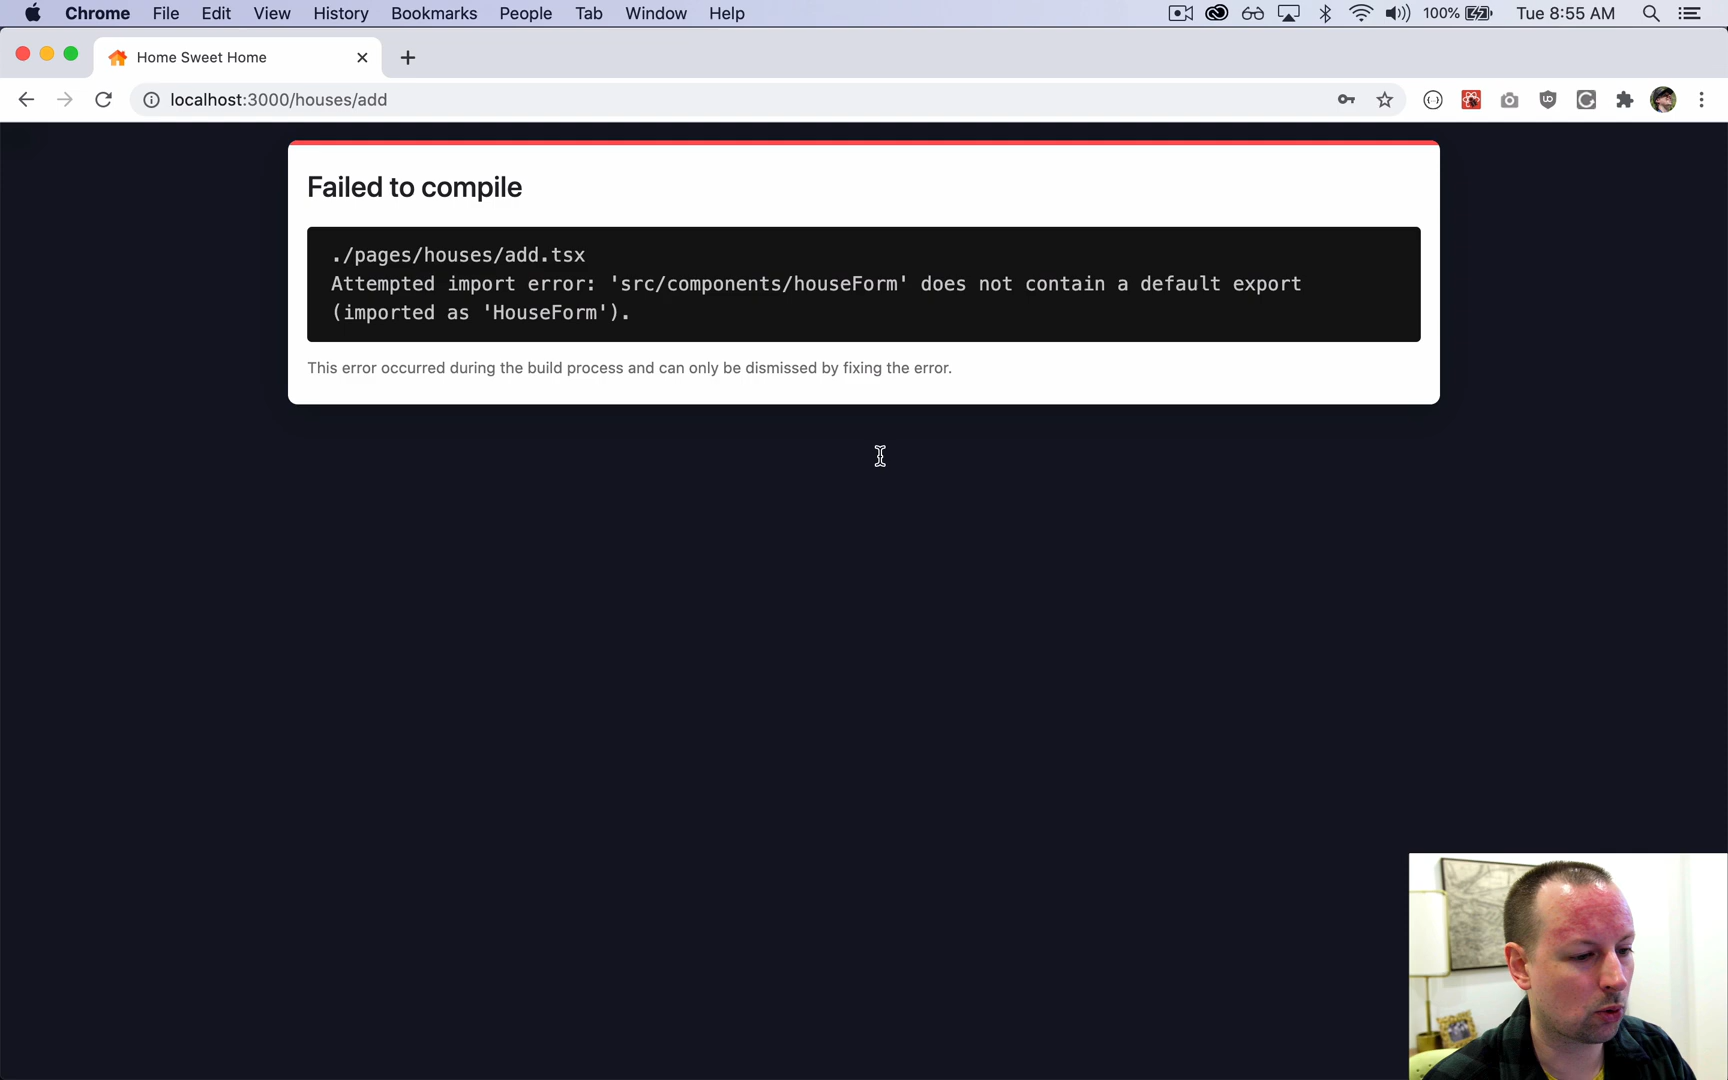 Chrome File Edit View History Bookmarks People Tab Window Help 100% Tue 8:55 AM
Home Sweet Home
localhost:3000/houses/add
Failed to compile
./pages/houses/add.tsx
Attempted import error: 'src/components/houseForm' does not contain a default export
(imported as 'HouseForm').
This error occurred during the build process and can only be dismissed by fixing the error.